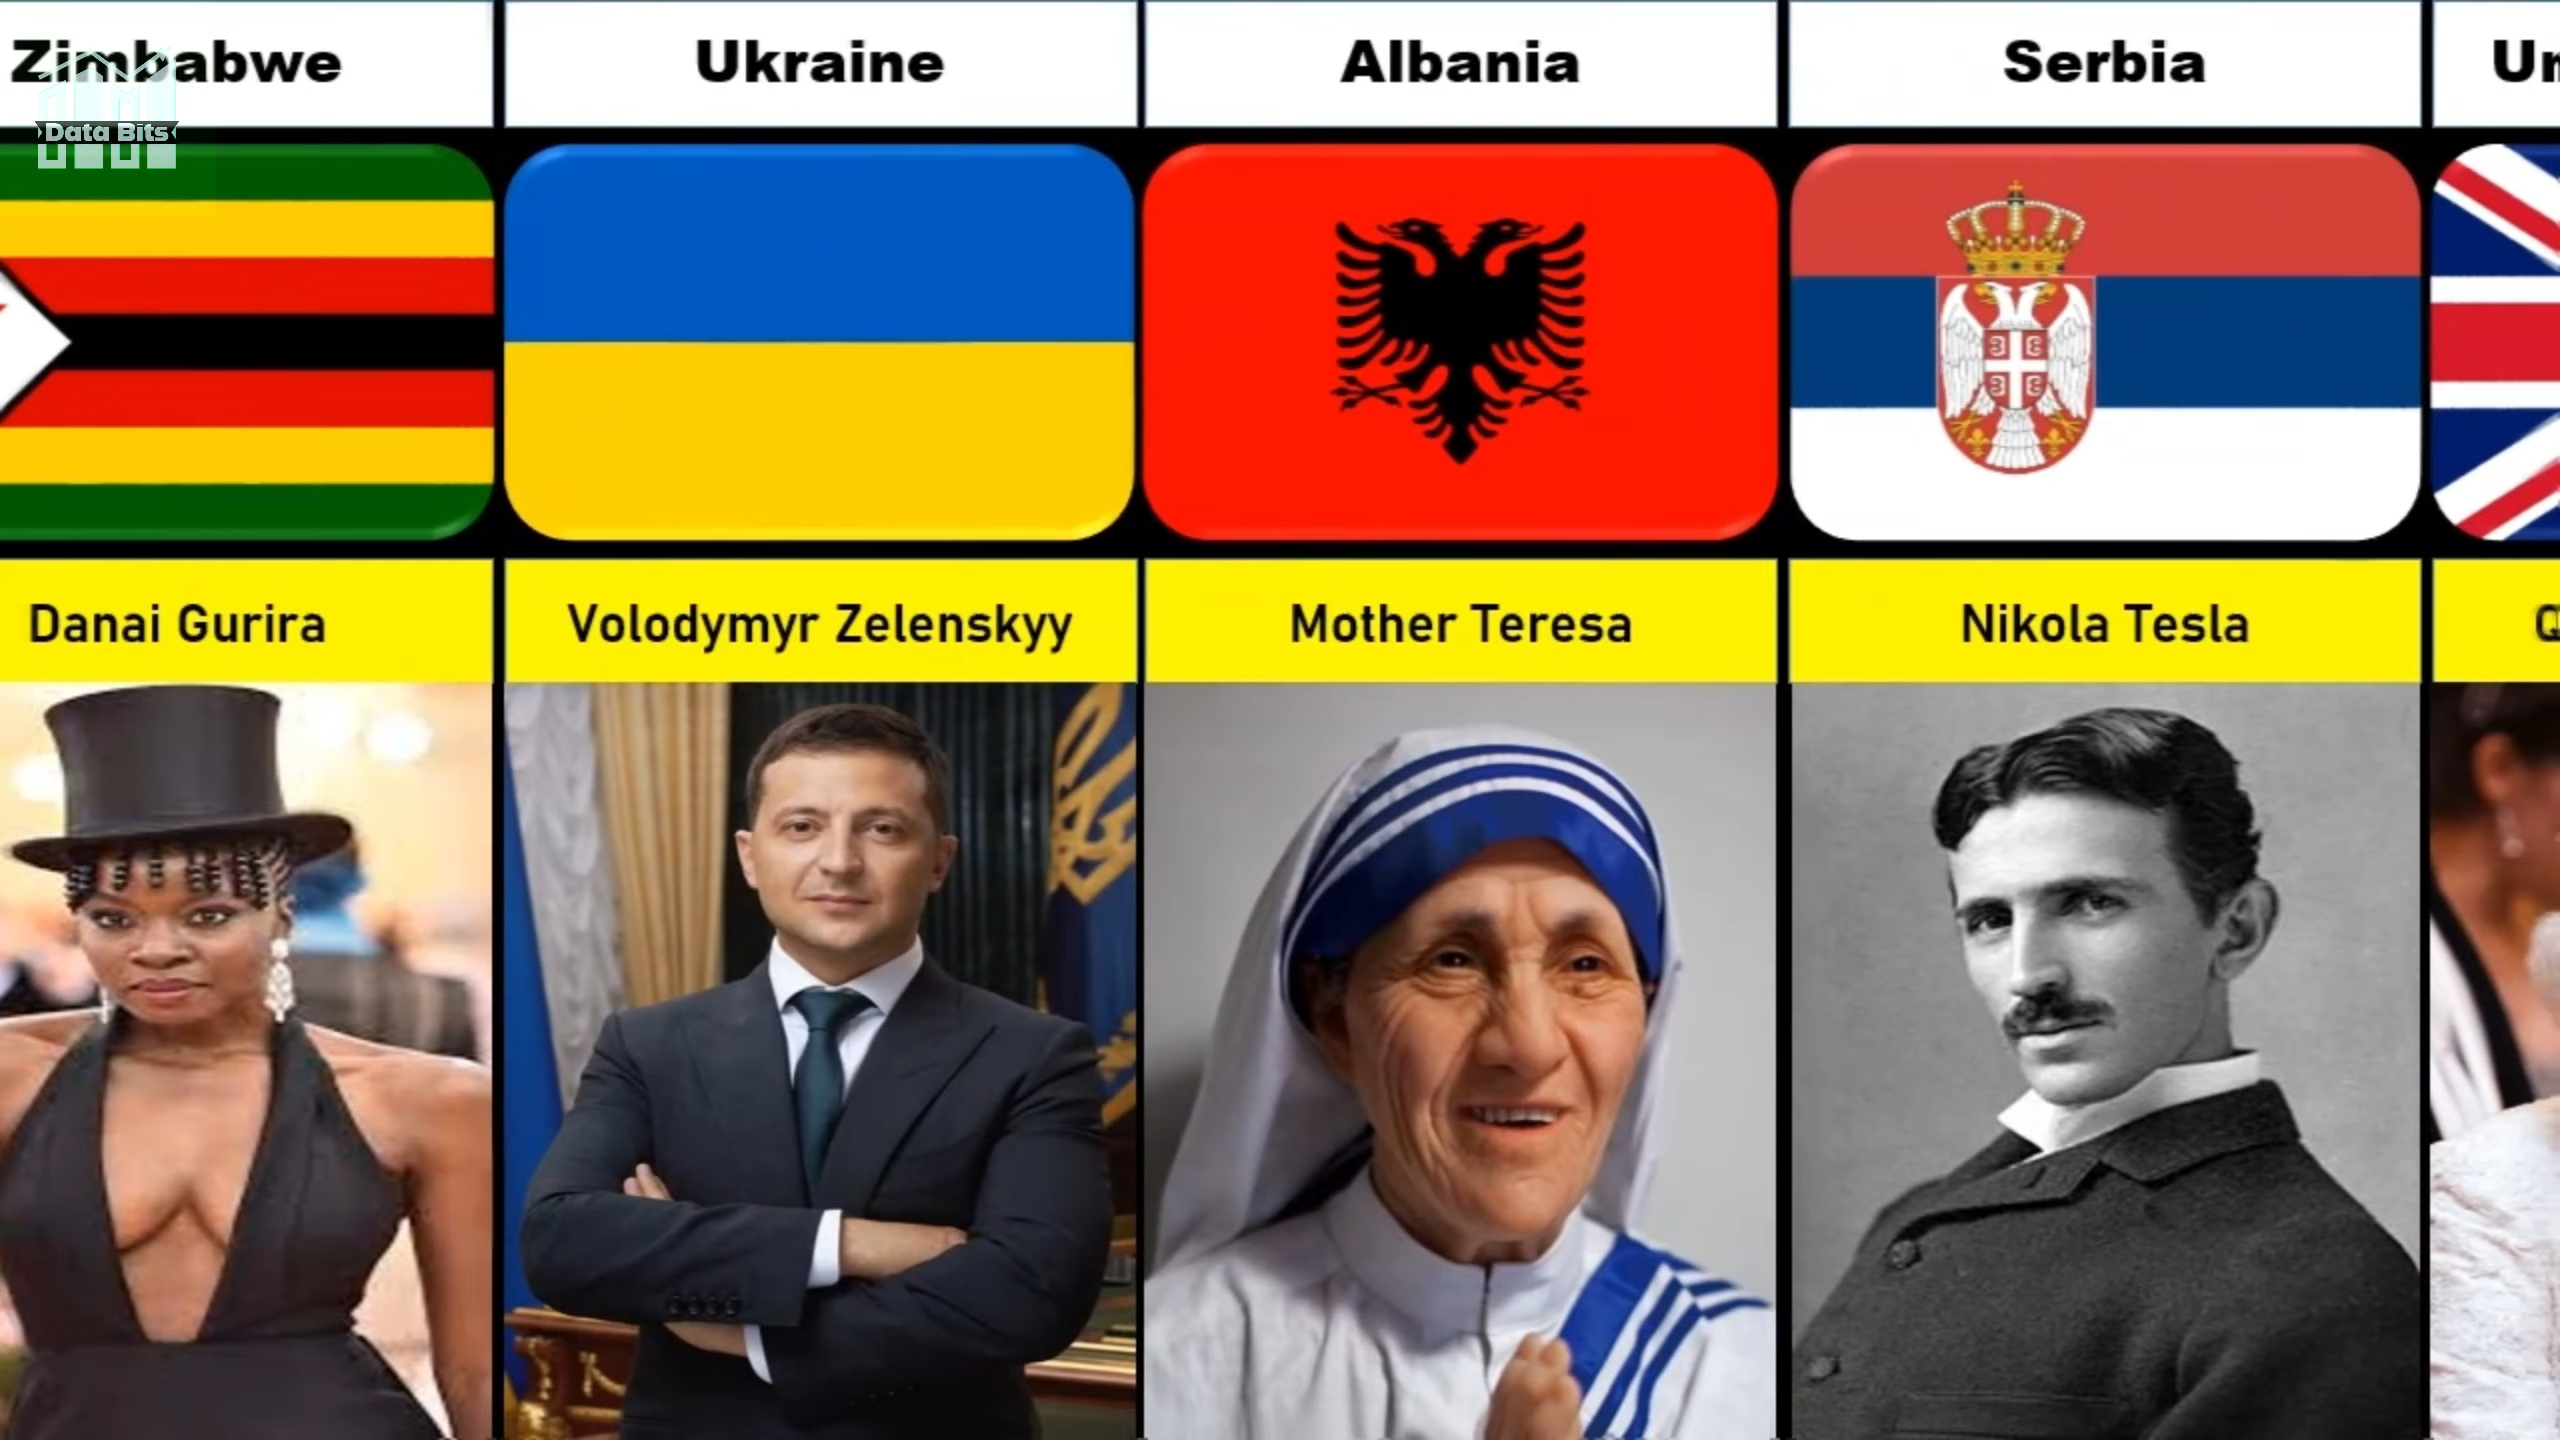 Zimbabwe
Ukraine
Albania
Serbia
Data Bits
Danai Gurira
Volodymyr Zelenskyy
Mother Teresa
Nikola Tesla